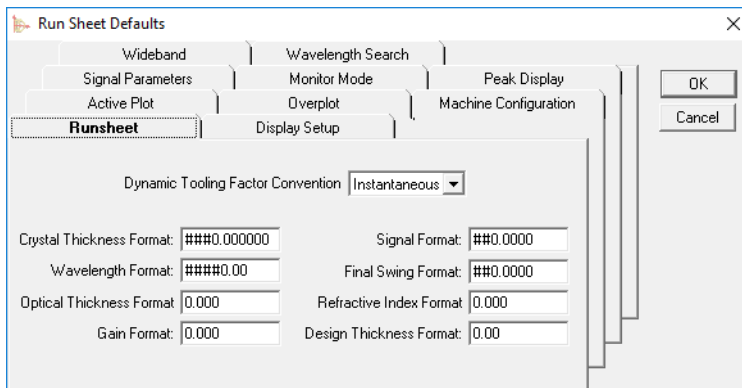 Run Sheet Defaults
Wideband Wavelength Search
Signal Parameters Monitor Mode Peak Display
OK
Active Plot Overplot Machine Configuration
Cancel
Runsheet Display Setup
Dynamic Tooling Factor Convention Instantaneous
Crystal Thickness Format: ###0.000000 Signal Format: ##0.0000
Wavelength Format: ####0.00 Final Swing Format: ##0.0000
Optical Thickness Format 0.000 Refractive Index Format 0.000
Gain Format: 0.000 Design Thickness Format: 0.00